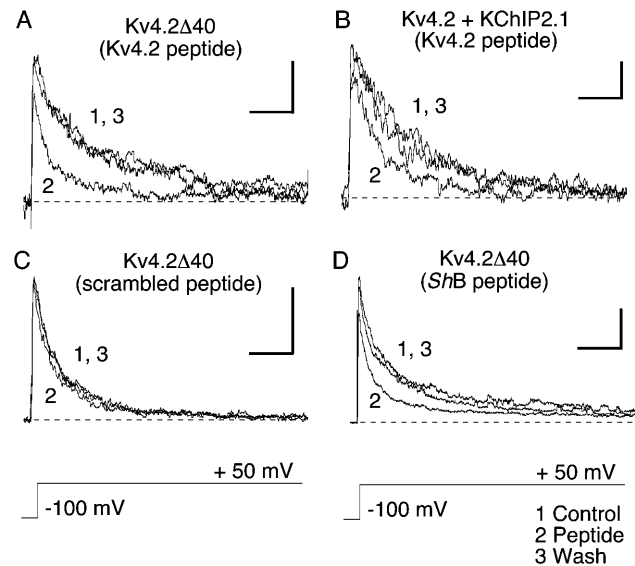 A
Kv4.2Δ40
(Kv4.2 peptide)
1, 3
2
B
Kv4.2 + KChIP2.1
(Kv4.2 peptide)
1, 3
2
C
Kv4.2Δ40
(scrambled peptide)
1, 3
2
D
Kv4.2Δ40
(ShB peptide)
1, 3
2
+ 50 mV
-100 mV
+ 50 mV
-100 mV
1 Control
2 Peptide
3 Wash